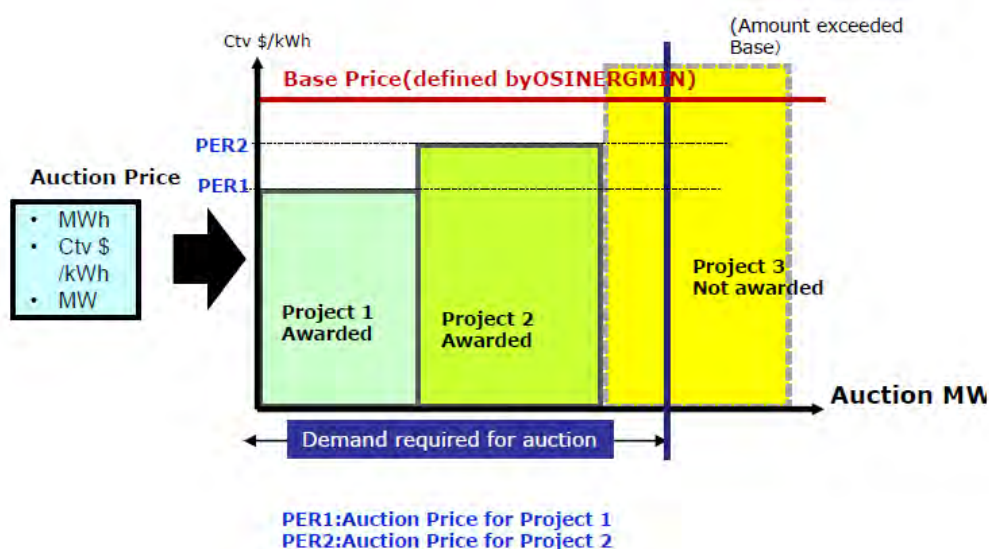 Ctv $/kWh
(Amount exceeded
Base)
Base Price(defined byOSINERGMIN)
PER2
Auction Price
PER1
• MWh
• Ctv $
/kWh
• MW
Project 1
Awarded
Project 2
Awarded
Project 3
Not awarded
Auction MW
Demand required for auction
PER1:Auction Price for Project 1
PER2:Auction Price for Project 2